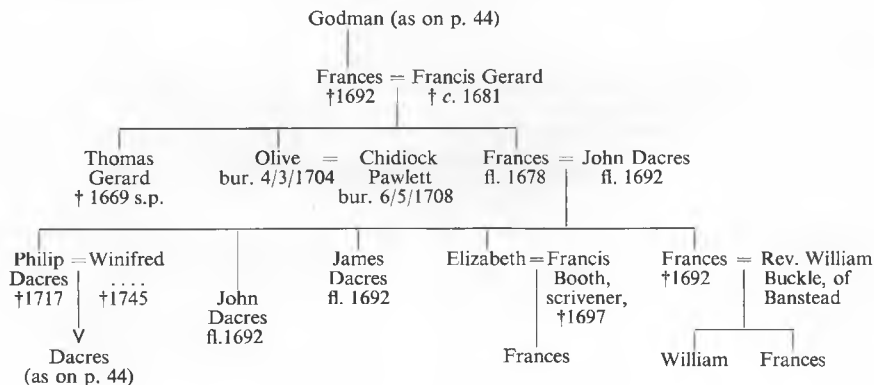 Godman (as on p. 44)
Frances = Francis Gerard
†1692 † c. 1681
Thomas Olive = Chidiock Frances = John Dacres
Gerard bur. 4/3/1704 Pawlett fl. 1678 fl. 1692
† 1669 s.p. bur. 6/5/1708
Philip = Winifred James Elizabeth = Francis Frances = Rev. William
Dacres .... Dacres Booth, †1692 Buckle, of
†1717 †1745 John fl. 1692 scrivener, Banstead
Dacres †1697
V fl.1692
Dacres Frances William Frances
(as on p. 44)